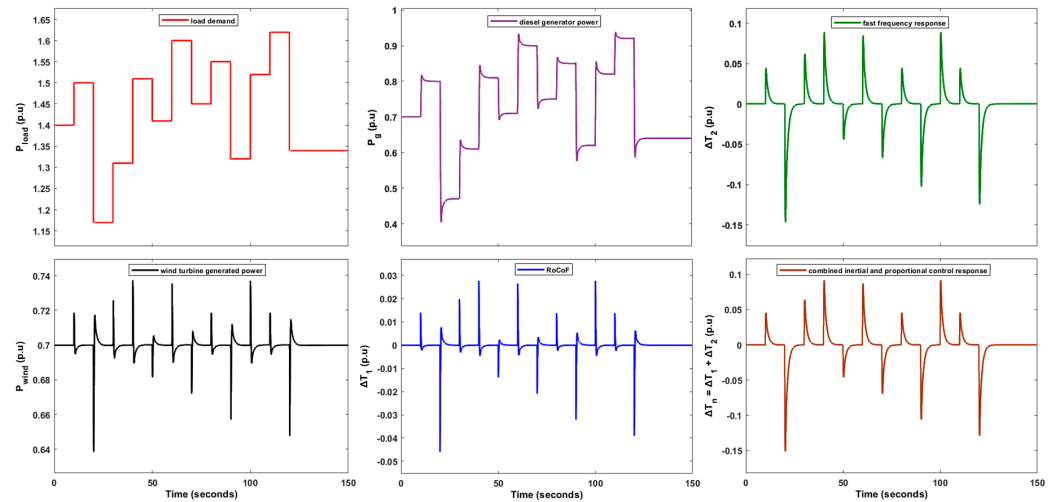 load demand
1.65
1.6
1.55
1.5
1.45
1.4
1.35
1.3
1.25
1.2
1.15
P_load (p.u)
diesel generator power
1
0.9
0.8
0.7
0.6
0.5
0.4
P_g (p.u)
fast frequency response
0.1
0.05
0
-0.05
-0.1
-0.15
ΔT_2 (p.u)
wind turbine generated power
0.74
0.72
0.7
0.68
0.66
0.64
P_wind (p.u)
0 50 100 150
Time (seconds)
RoCoF
0.03
0.02
0.01
0
-0.01
-0.02
-0.03
-0.04
-0.05
ΔT_1 (p.u)
0 50 100 150
Time (seconds)
combined inertial and proportional control response
0.1
0.05
0
-0.05
-0.1
-0.15
ΔT_n = ΔT_1 + ΔT_2 (p.u)
0 50 100 150
Time (seconds)